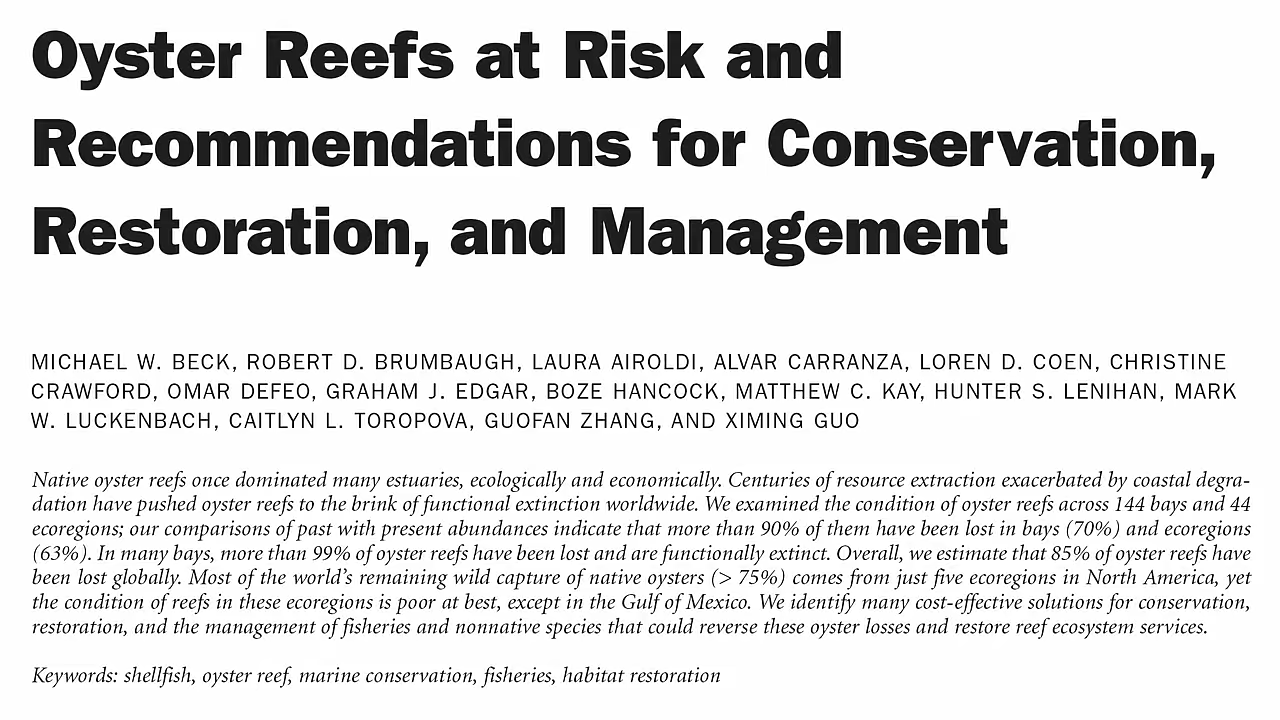 Oyster Reefs at Risk and
Recommendations for Conservation,
Restoration, and Management
MICHAEL W. BECK, ROBERT D. BRUMBAUGH, LAURA AIROLDI, ALVAR CARRANZA, LOREN D. COEN, CHRISTINE
CRAWFORD, OMAR DEFEO, GRAHAM J. EDGAR, BOZE HANCOCK, MATTHEW C. KAY, HUNTER S. LENIHAN, MARK
W. LUCKENBACH, CAITLYN L. TOROPOVA, GUOFAN ZHANG, AND XIMING GUO
Native oyster reefs once dominated many estuaries, ecologically and economically. Centuries of resource extraction exacerbated by coastal degra-
dation have pushed oyster reefs to the brink of functional extinction worldwide. We examined the condition of oyster reefs across 144 bays and 44
ecoregions; our comparisons of past with present abundances indicate that more than 90% of them have been lost in bays (70%) and ecoregions
(63%). In many bays, more than 99% of oyster reefs have been lost and are functionally extinct. Overall, we estimate that 85% of oyster reefs have
been lost globally. Most of the world's remaining wild capture of native oysters (> 75%) comes from just five ecoregions in North America, yet
the condition of reefs in these ecoregions is poor at best, except in the Gulf of Mexico. We identify many cost-effective solutions for conservation,
restoration, and the management of fisheries and nonnative species that could reverse these oyster losses and restore reef ecosystem services.
Keywords: shellfish, oyster reef, marine conservation, fisheries, habitat restoration